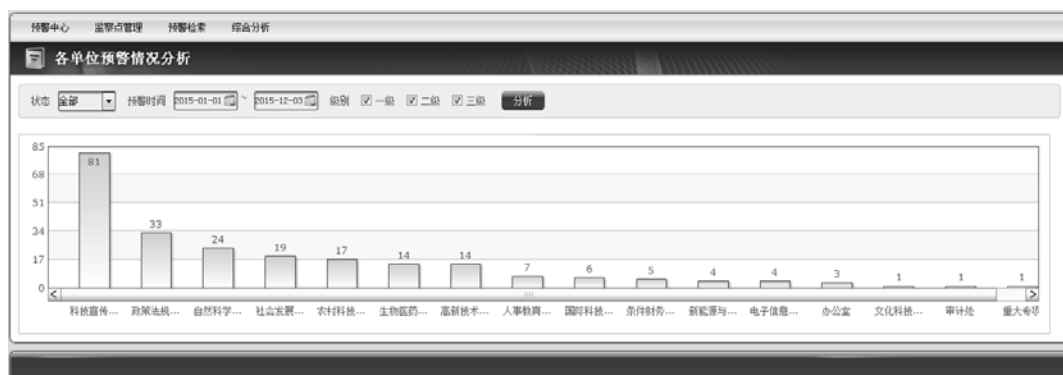 预警中心 监察点管理 预警检索 综合分析
各单位预警情况分析
状态 全部 预警时间 2015-01-01 ~ 2015-12-03 级别 一级 二级 三级 分析
85
68
51
34
17
0
81 33 24 19 17 14 14 7 6 5 4 4 3 1 1 1
科技宣传... 政策法规... 自然科学... 社会发展... 农村科技... 生物医药... 高新技术... 人事教育... 国际科技... 条件财务... 新能源与... 电子信息... 办公室 文化科技... 审计处 重大专项